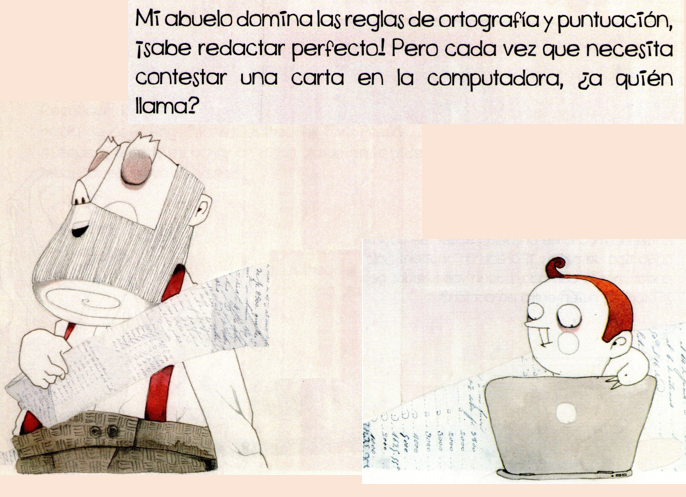 Mi abuelo domina las reglas de ortografía y puntuación,
¡sabe redactar perfecto! Pero cada vez que necesita
contestar una carta en la computadora, ¿a quién
llama?